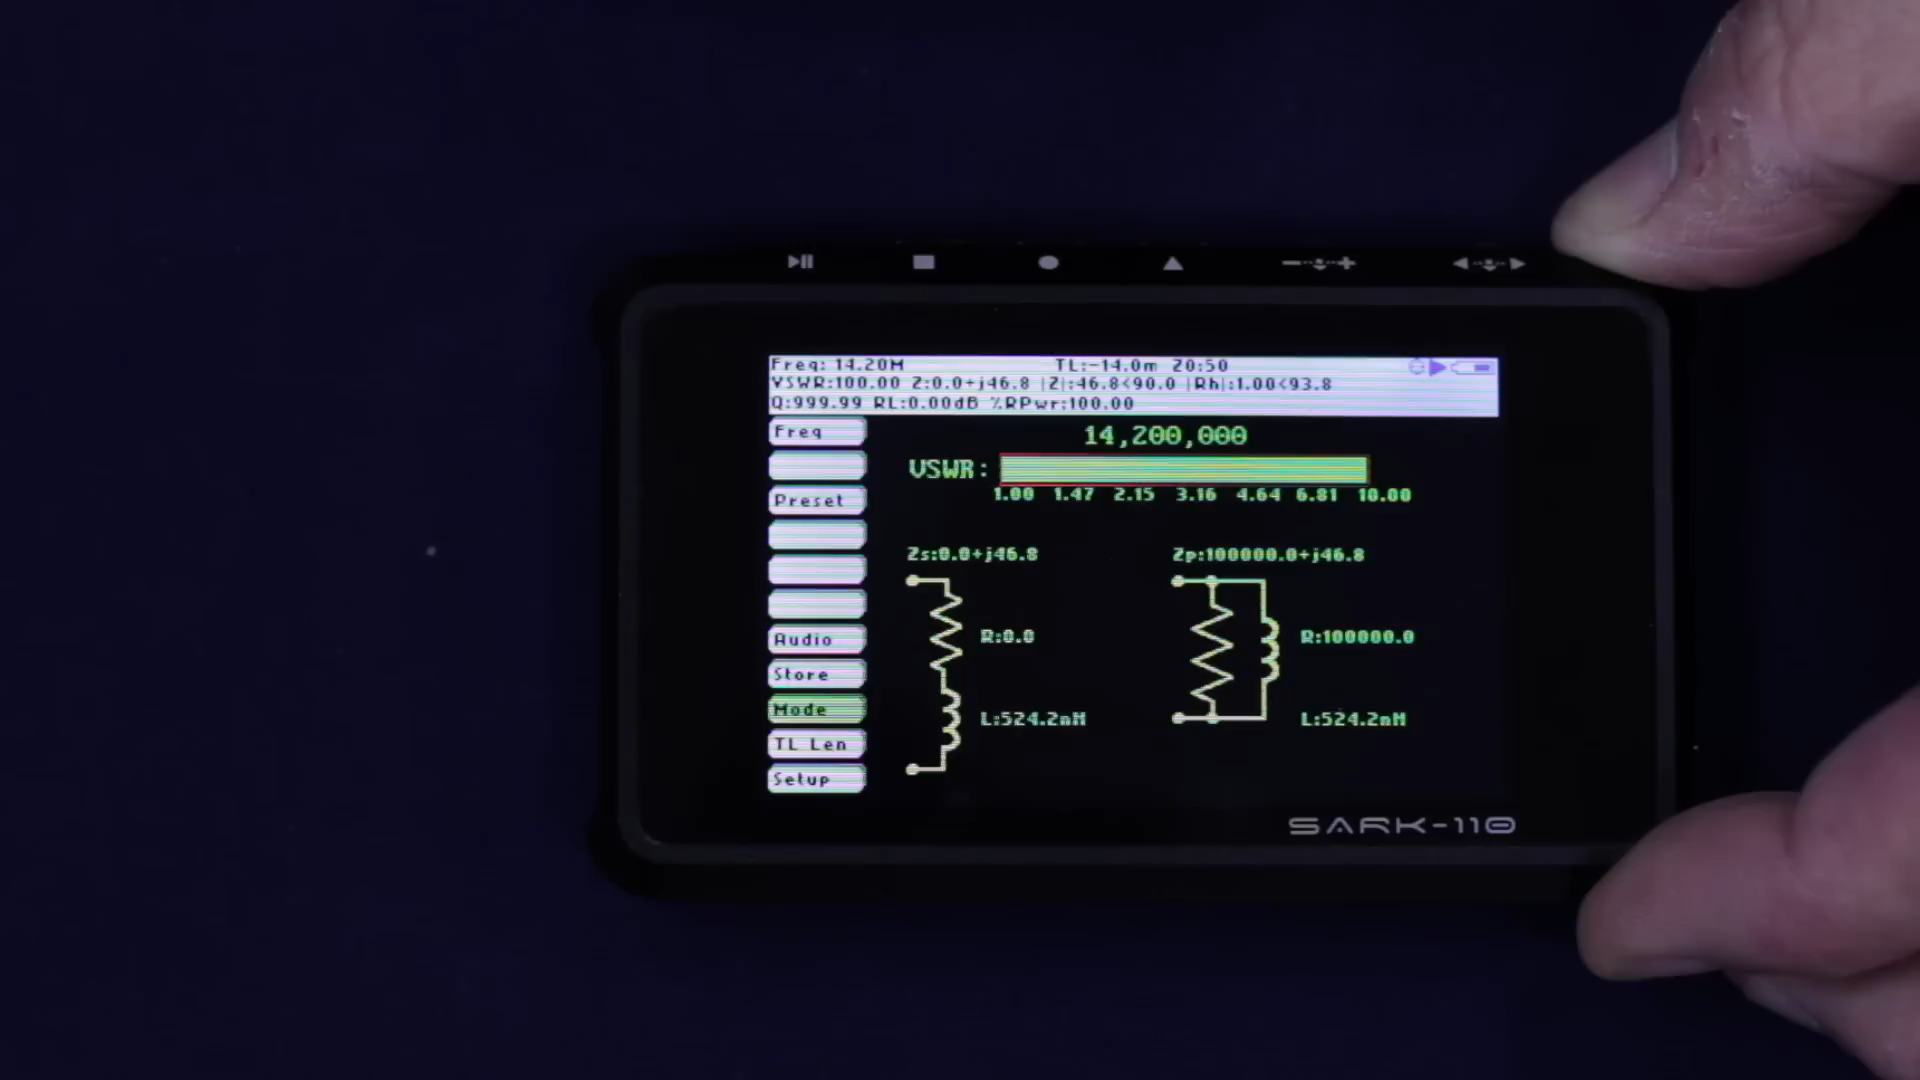 Freq: 14.20M TL:-14.0m 20:50
VSWR:100.00 Z:0.0+j46.8 |Z|:46.8<90.0 |Rh|:1.00<93.8
Q:999.99 RL:0.00dB %RPwr:100.00
Freq
14,200,000
VSWR:
1.00 1.47 2.15 3.16 4.64 6.81 10.00
Preset
Zs:0.0+j46.8
Zp:100000.0+j46.8
Audio
R:0.0
R:100000.0
Store
Mode
L:524.2nH
L:524.2nH
TL Len
Setup
SARK-110